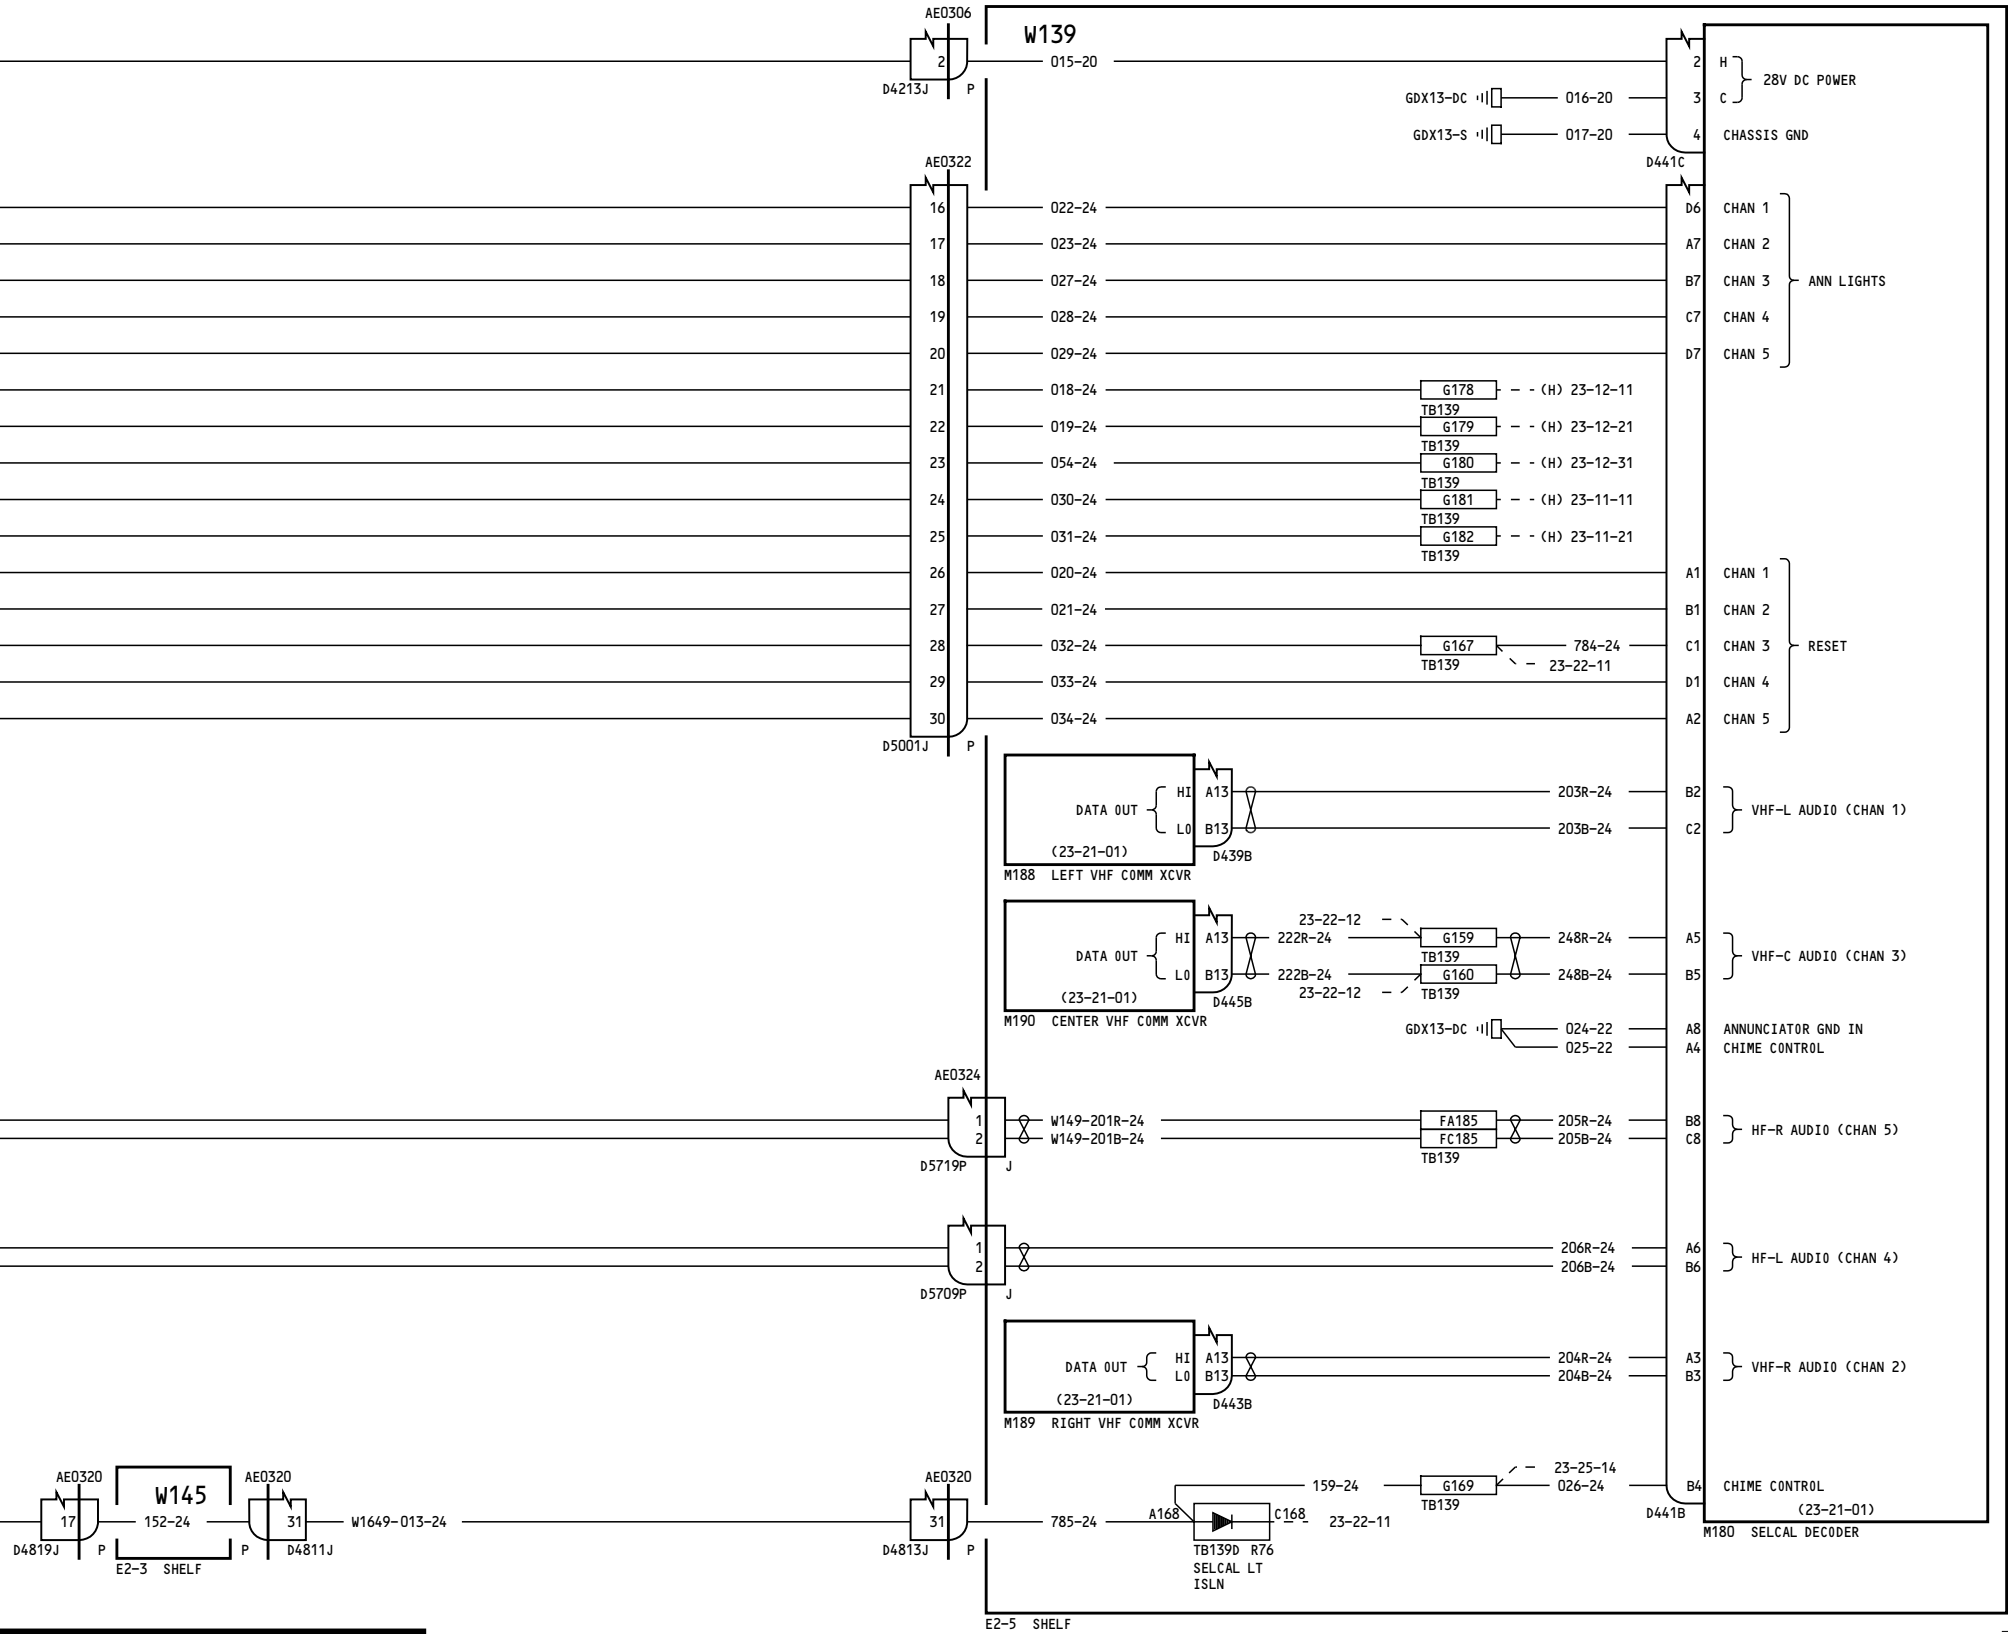 AE0306
W139
2 015-20 2 H
28V DC POWER
D4213J P
GDX13-DC 016-20 3 C
GDX13-S 017-20 4 CHASSIS GND
AE0322 D441C
16 022-24 D6 CHAN 1
17 023-24 A7 CHAN 2
18 027-24 B7 CHAN 3 ANN LIGHTS
19 028-24 C7 CHAN 4
20 029-24 D7 CHAN 5
21 018-24 G178 (H) 23-12-11
TB139
22 019-24 G179 (H) 23-12-21
TB139
23 054-24 G180 (H) 23-12-31
TB139
24 030-24 G181 (H) 23-11-11
TB139
25 031-24 G182 (H) 23-11-21
TB139
26 020-24 A1 CHAN 1
27 021-24 B1 CHAN 2
28 032-24 G167 784-24 C1 CHAN 3 RESET
TB139 23-22-11
29 033-24 D1 CHAN 4
30 034-24 A2 CHAN 5
D5001J P
HI A13 203R-24 B2
DATA OUT VHF-L AUDIO (CHAN 1)
LO B13 203B-24 C2
(23-21-01) D439B
M188 LEFT VHF COMM XCVR
23-22-12
HI A13 222R-24 G159 248R-24 A5
DATA OUT TB139 VHF-C AUDIO (CHAN 3)
LO B13 222B-24 G160 248B-24 B5
23-22-12 TB139
(23-21-01) D445B
M190 CENTER VHF COMM XCVR
GDX13-DC 024-22 A8 ANNUNCIATOR GND IN
025-22 A4 CHIME CONTROL
AE0324
1 W149-201R-24 FA185 205R-24 B8
HF-R AUDIO (CHAN 5)
2 W149-201B-24 FC185 205B-24 C8
TB139
D5719P J
1 206R-24 A6
HF-L AUDIO (CHAN 4)
2 206B-24 B6
D5709P J
HI A13 204R-24 A3
DATA OUT VHF-R AUDIO (CHAN 2)
LO B13 204B-24 B3
(23-21-01) D443B
M189 RIGHT VHF COMM XCVR
23-25-14
AE0320 AE0320 AE0320
159-24 G169 026-24 B4 CHIME CONTROL
TB139
W145
(23-21-01)
A168 C168 D441B
17 152-24 31 W1649-013-24 31 785-24 23-22-11
M180 SELCAL DECODER
D4819J P P D4811J D4813J P TB139D R76
E2-3 SHELF SELCAL LT
ISLN
E2-5 SHELF